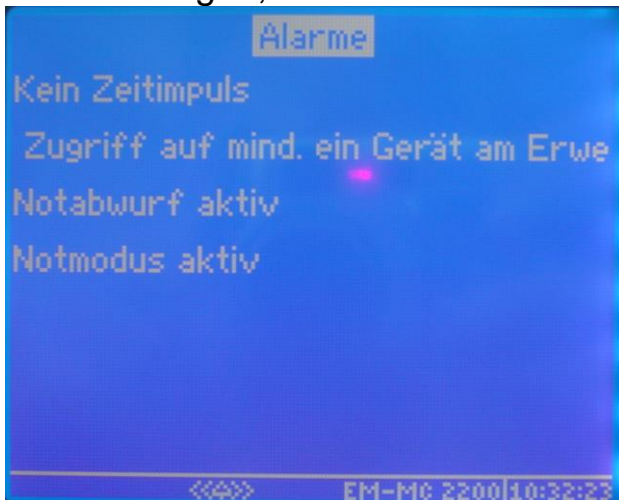 Alarme
Kein Zeitimpuls
Zugriff auf mind. ein Gerät am Erwe
Notabwurf aktiv
Notmodus aktiv
EM-MC 2200|10:32:23